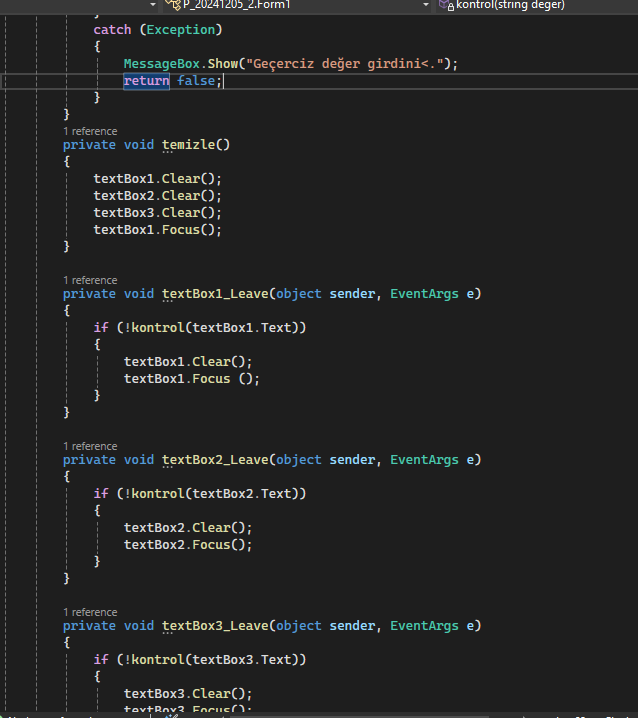 P_20241205_2.Form1 kontrol(string deger)
}
catch (Exception)
{
MessageBox.Show("Geçerciz değer girdini<.");
return false;
}
}
1 reference
private void temizle()
{
textBox1.Clear();
textBox2.Clear();
textBox3.Clear();
textBox1.Focus();
}
1 reference
private void textBox1_Leave(object sender, EventArgs e)
{
if (!kontrol(textBox1.Text))
{
textBox1.Clear();
textBox1.Focus ();
}
}
1 reference
private void textBox2_Leave(object sender, EventArgs e)
{
if (!kontrol(textBox2.Text))
{
textBox2.Clear();
textBox2.Focus();
}
}
1 reference
private void textBox3_Leave(object sender, EventArgs e)
{
if (!kontrol(textBox3.Text))
{
textBox3.Clear();
textBox3.Focus();